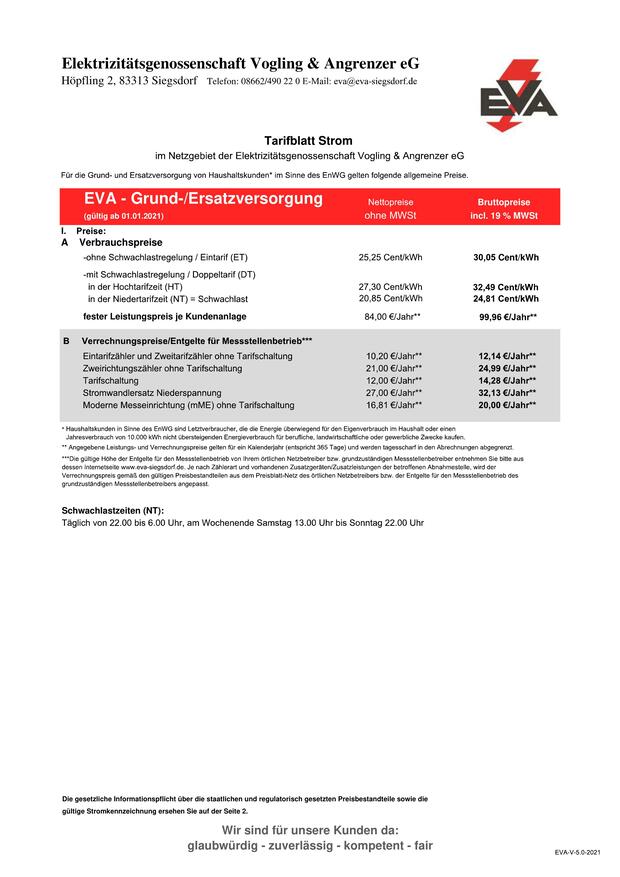 Elektrizitätsgenossenschaft Vogling & Angrenzer eG
Höpfling 2, 83313 Siegsdorf Telefon: 08662/490 22 0 E-Mail: eva@eva-siegsdorf.de
EVA
Tarifblatt Strom
im Netzgebiet der Elektrizitätsgenossenschaft Vogling & Angrenzer eG
Für die Grund- und Ersatzversorgung von Haushaltskunden* im Sinne des EnWG gelten folgende allgemeine Preise.
EVA - Grund-/Ersatzversorgung Nettopreise Bruttopreise
(gültig ab 01.01.2021) ohne MWSt incl. 19 % MWSt
I. Preise:
A Verbrauchspreise
-ohne Schwachlastregelung / Eintarif (ET) 25,25 Cent/kWh 30,05 Cent/kWh
-mit Schwachlastregelung / Doppeltarif (DT)
in der Hochtarifzeit (HT) 27,30 Cent/kWh 32,49 Cent/kWh
in der Niedertarifzeit (NT) = Schwachlast 20,85 Cent/kWh 24,81 Cent/kWh
fester Leistungspreis je Kundenanlage 84,00 €/Jahr** 99,96 €/Jahr**
B Verrechnungspreise/Entgelte für Messstellenbetrieb***
Eintarifzähler und Zweitarifzähler ohne Tarifschaltung 10,20 €/Jahr** 12,14 €/Jahr**
Zweirichtungszähler ohne Tarifschaltung 21,00 €/Jahr** 24,99 €/Jahr**
Tarifschaltung 12,00 €/Jahr** 14,28 €/Jahr**
Stromwandlersatz Niederspannung 27,00 €/Jahr** 32,13 €/Jahr**
Moderne Messeinrichtung (mME) ohne Tarifschaltung 16,81 €/Jahr** 20,00 €/Jahr**
* Haushaltskunden in Sinne des EnWG sind Letztverbraucher, die die Energie überwiegend für den Eigenverbrauch im Haushalt oder einen
Jahresverbrauch von 10.000 kWh nicht übersteigenden Energieverbrauch für berufliche, landwirtschaftliche oder gewerbliche Zwecke kaufen.
** Angegebene Leistungs- und Verrechnungspreise gelten für ein Kalenderjahr (entspricht 365 Tage) und werden tagesscharf in den Abrechnungen abgegrenzt.
***Die gültige Höhe der Entgelte für den Messstellenbetrieb von Ihrem örtlichen Netzbetreiber bzw. grundzuständigen Messstellenbetreiber entnehmen Sie bitte aus
dessen Internetseite www.eva-siegsdorf.de. Je nach Zählerart und vorhandenen Zusatzgeräten/Zusatzleistungen der betroffenen Abnahmestelle, wird der
Verrechnungspreis gemäß den gültigen Preisbestandteilen aus dem Preisblatt-Netz des örtlichen Netzbetreibers bzw. der Entgelte für den Messstellenbetrieb des
grundzuständigen Messstellenbetreibers angepasst.
Schwachlastzeiten (NT):
Täglich von 22.00 bis 6.00 Uhr, am Wochenende Samstag 13.00 Uhr bis Sonntag 22.00 Uhr
Die gesetzliche Informationspflicht über die staatlichen und regulatorisch gesetzten Preisbestandteile sowie die
gültige Stromkennzeichnung ersehen Sie auf der Seite 2.
Wir sind für unsere Kunden da:
glaubwürdig - zuverlässig - kompetent - fair
EVA-V-5.0-2021